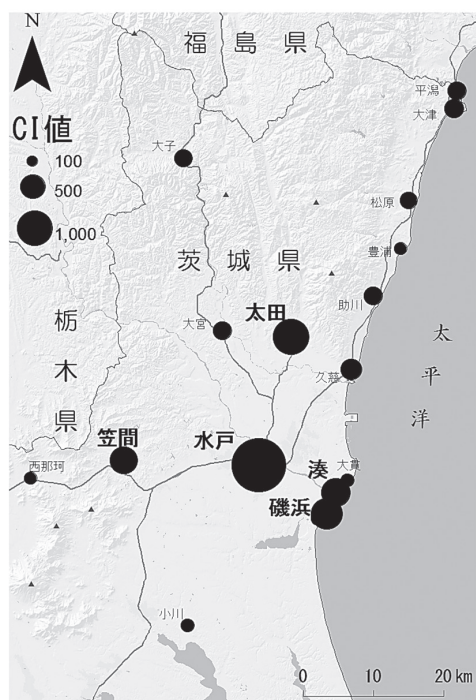 N
福島県
CI値
100
500
1,000
平潟
大津
大子
松原
茨城県
豊浦
栃木県
助川
大宮
太田
太平洋
久慈
笠間
水戸
西那珂
湊
大貫
磯浜
小川
0 10 20 km